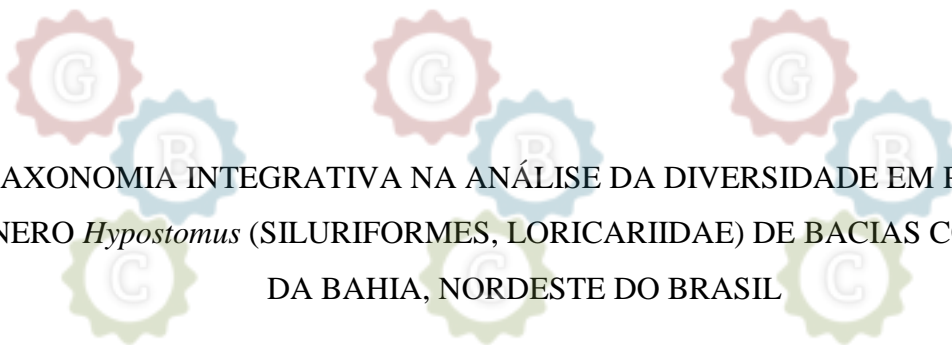 AXONOMIA INTEGRATIVA NA ANÁLISE DA DIVERSIDADE EM
NERO Hypostomus (SILURIFORMES, LORICARIIDAE) DE BACIAS
DA BAHIA, NORDESTE DO BRASIL
G G G
B B B
C C C